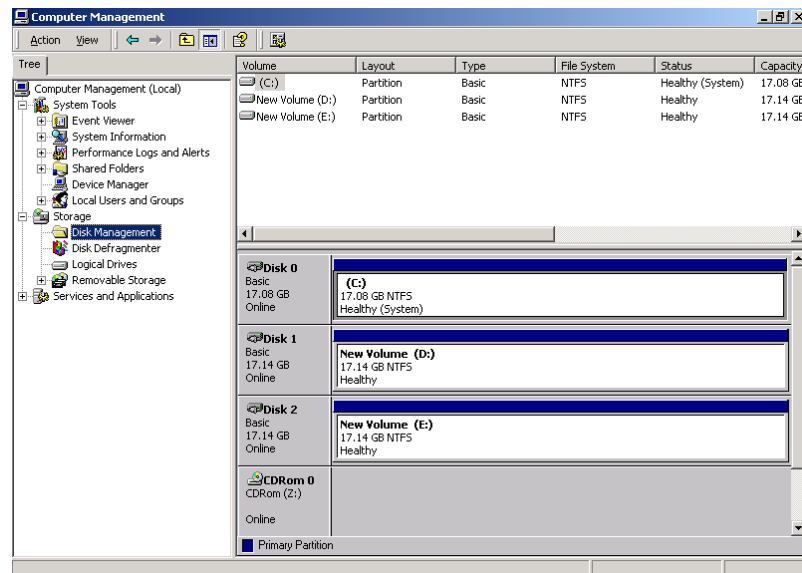 Computer Management
Action View
Tree
Computer Management (Local)
System Tools
Event Viewer
System Information
Performance Logs and Alerts
Shared Folders
Device Manager
Local Users and Groups
Storage
Disk Management
Disk Defragmenter
Logical Drives
Removable Storage
Services and Applications
Volume Layout Type File System Status Capacity
(C:) Partition Basic NTFS Healthy (System) 17.08 GB
New Volume (D:) Partition Basic NTFS Healthy 17.14 GB
New Volume (E:) Partition Basic NTFS Healthy 17.14 GB
Disk 0
Basic
17.08 GB
Online
(C:)
17.08 GB NTFS
Healthy (System)
Disk 1
Basic
17.14 GB
Online
New Volume (D:)
17.14 GB NTFS
Healthy
Disk 2
Basic
17.14 GB
Online
New Volume (E:)
17.14 GB NTFS
Healthy
CDRom 0
CDRom (Z:)
Online
Primary Partition